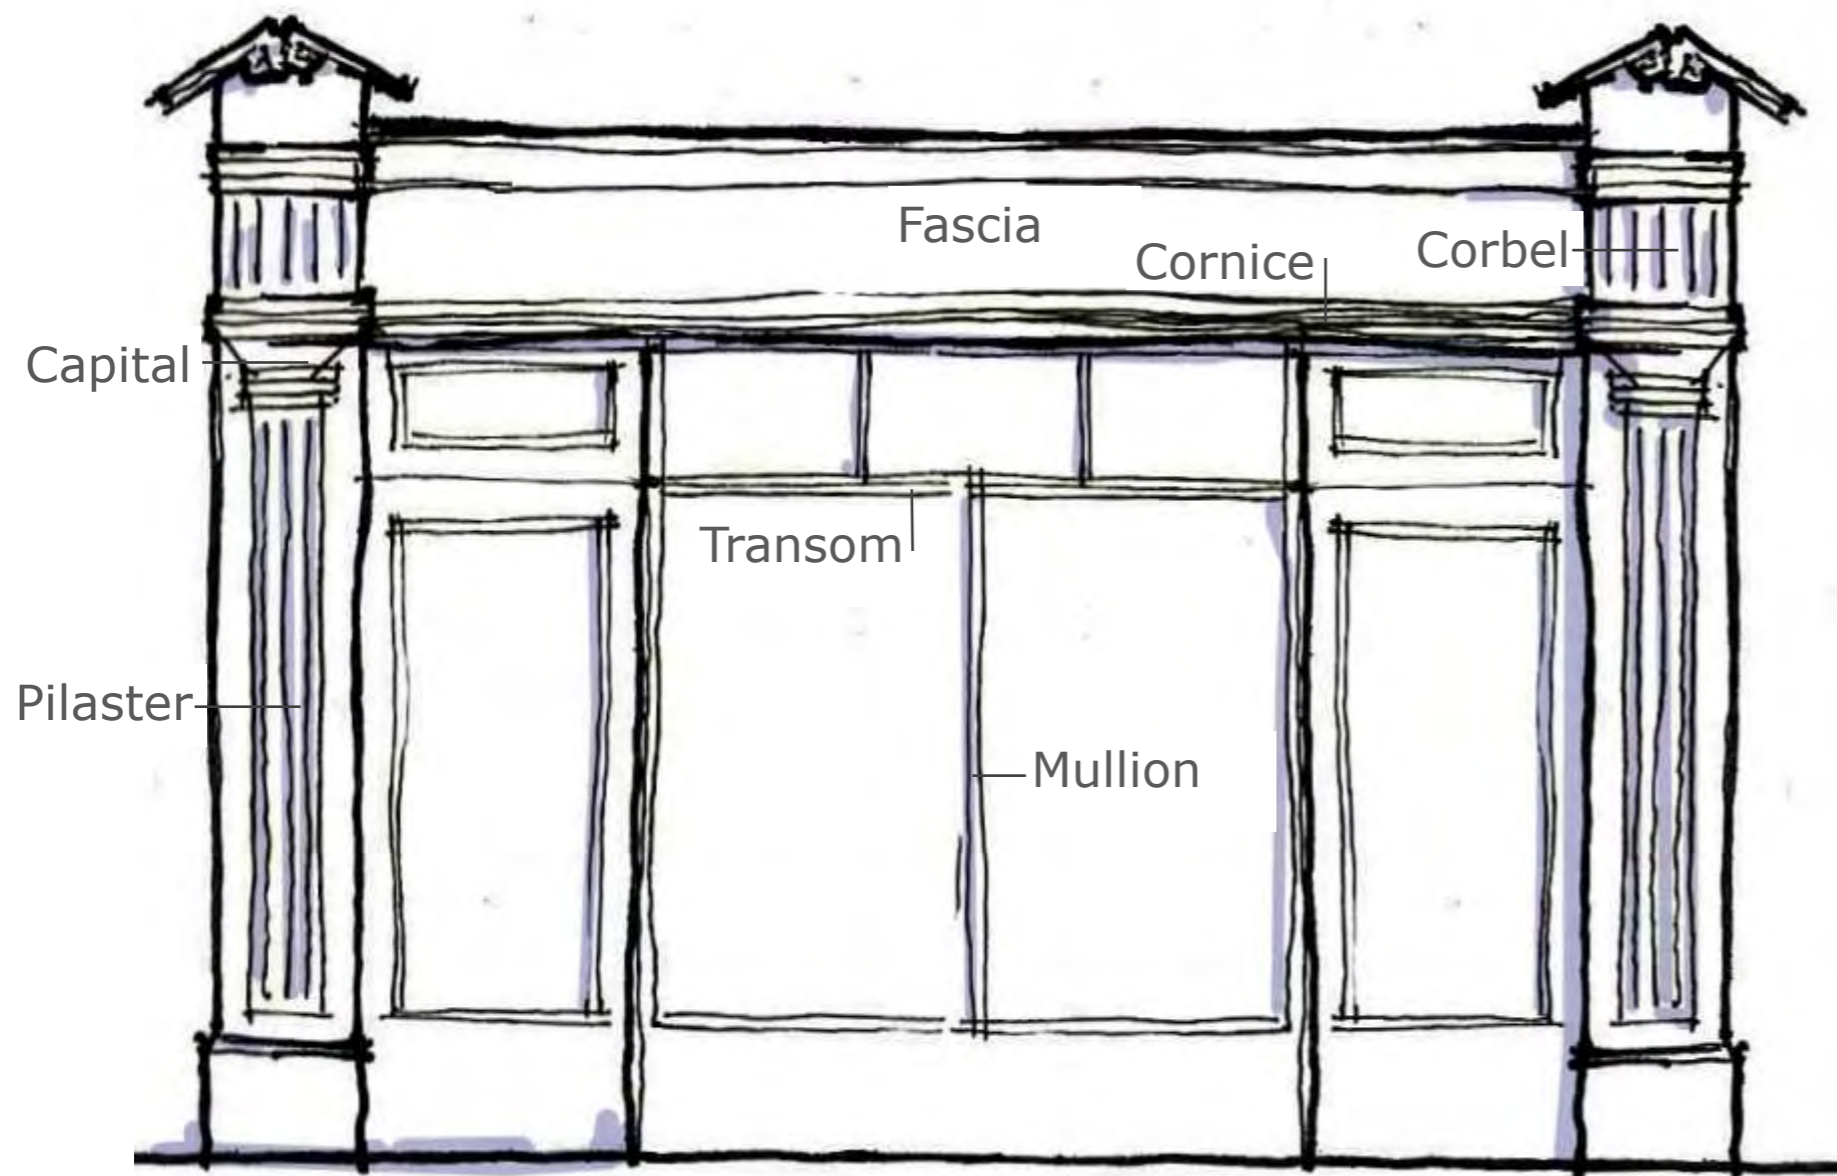 Fascia
Cornice
Corbel
Capital
Transom
Pilaster
Mullion